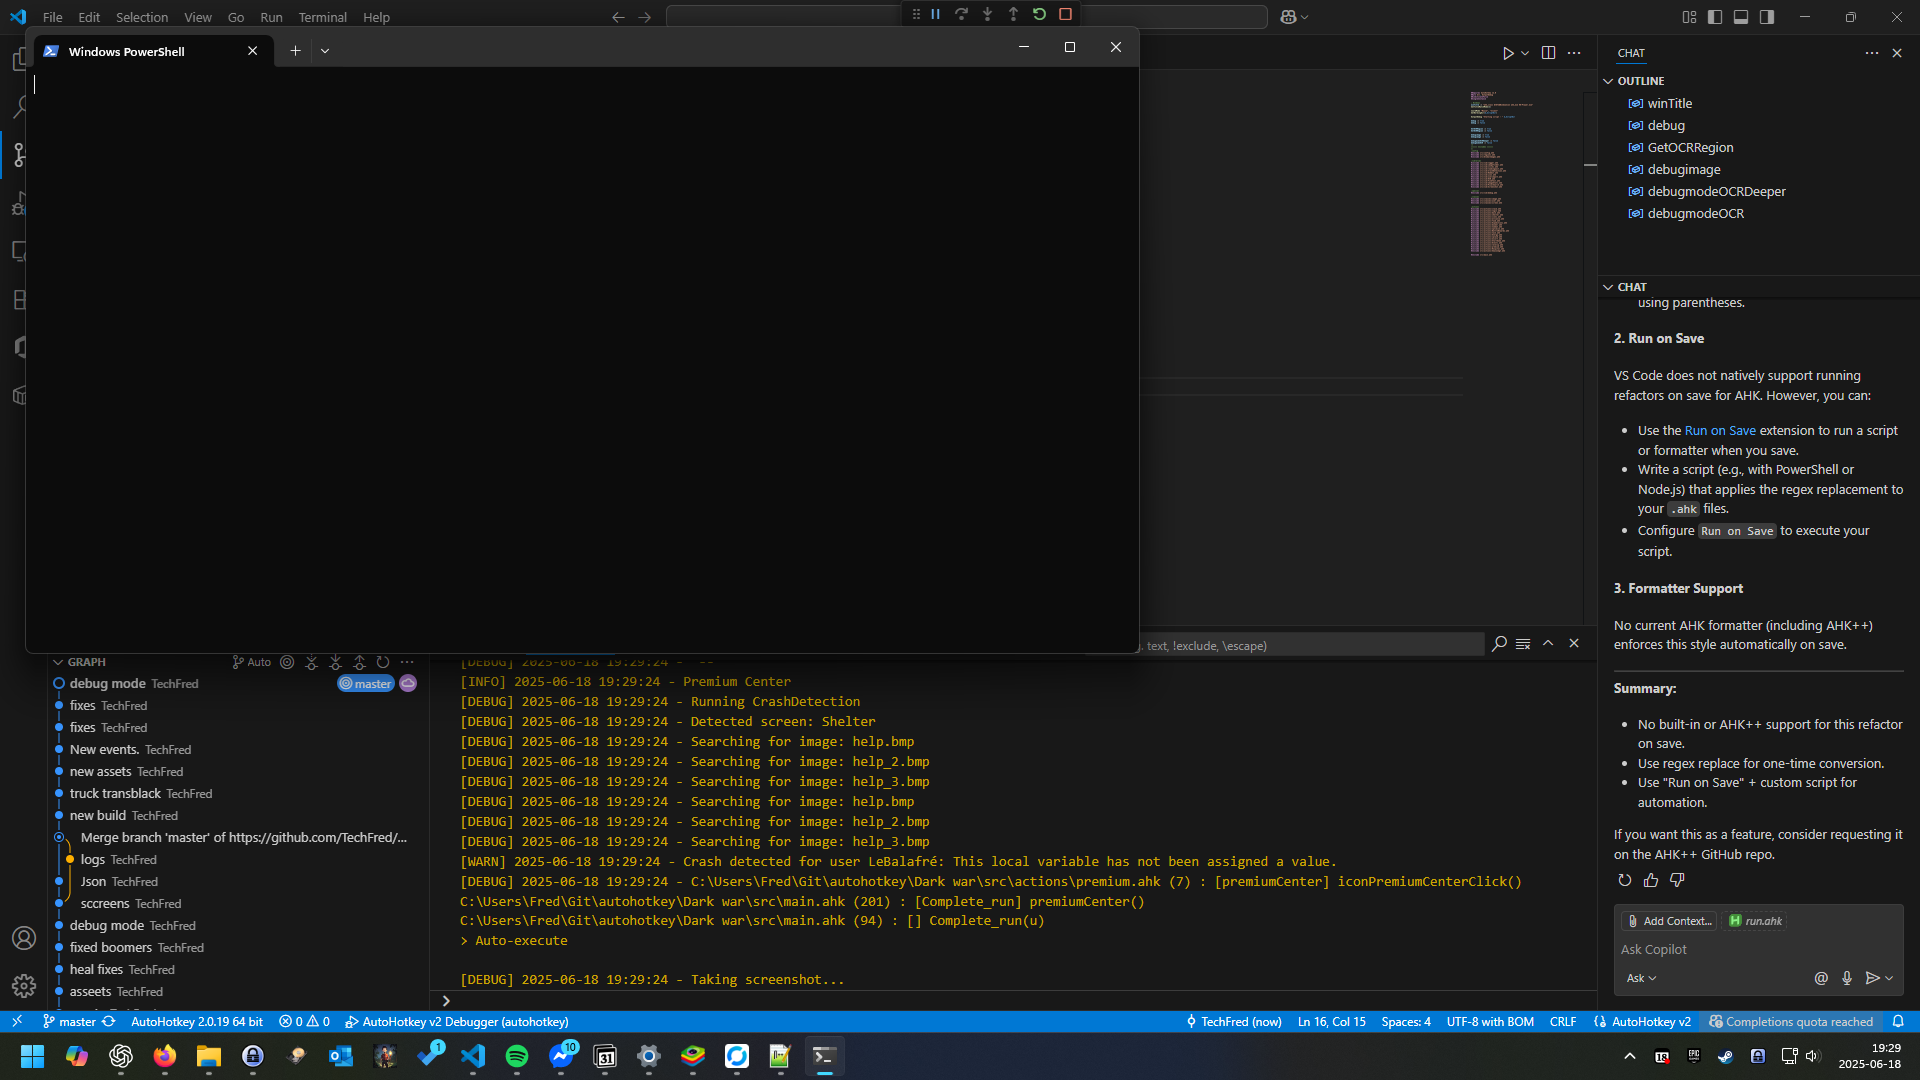 File Edit Selection View Go Run Terminal Help
Windows PowerShell
CHAT
OUTLINE
winTitle
debug
GetOCRRegion
debugimage
debugmodeOCRDeeper
debugmodeOCR
CHAT
using parentheses.
2. Run on Save
VS Code does not natively support running
refactors on save for AHK. However, you can:
Use the Run on Save extension to run a script
or formatter when you save.
Write a script (e.g., with PowerShell or
Node.js) that applies the regex replacement to
your .ahk files.
Configure Run on Save to execute your
script.
3. Formatter Support
No current AHK formatter (including AHK++)
enforces this style automatically on save.
Summary:
No built-in or AHK++ support for this refactor
on save.
Use regex replace for one-time conversion.
Use "Run on Save" + custom script for
automation.
If you want this as a feature, consider requesting it
on the AHK++ GitHub repo.
Add Context... run.ahk
Ask Copilot
Ask
. text, !exclude, \escape)
GRAPH Auto
debug mode TechFred master
fixes TechFred
fixes TechFred
New events. TechFred
new assets TechFred
truck transblack TechFred
new build TechFred
Merge branch 'master' of https://github.com/TechFred/...
logs TechFred
Json TechFred
sccreens TechFred
debug mode TechFred
fixed boomers TechFred
heal fixes TechFred
asseets TechFred
[DEBUG] 2025-06-18 19:29:24 - --
[INFO] 2025-06-18 19:29:24 - Premium Center
[DEBUG] 2025-06-18 19:29:24 - Running CrashDetection
[DEBUG] 2025-06-18 19:29:24 - Detected screen: Shelter
[DEBUG] 2025-06-18 19:29:24 - Searching for image: help.bmp
[DEBUG] 2025-06-18 19:29:24 - Searching for image: help_2.bmp
[DEBUG] 2025-06-18 19:29:24 - Searching for image: help_3.bmp
[DEBUG] 2025-06-18 19:29:24 - Searching for image: help.bmp
[DEBUG] 2025-06-18 19:29:24 - Searching for image: help_2.bmp
[DEBUG] 2025-06-18 19:29:24 - Searching for image: help_3.bmp
[WARN] 2025-06-18 19:29:24 - Crash detected for user LeBalafré: This local variable has not been assigned a value.
[DEBUG] 2025-06-18 19:29:24 - C:\Users\Fred\Git\autohotkey\Dark war\src\actions\premium.ahk (7) : [premiumCenter] iconPremiumCenterClick()
C:\Users\Fred\Git\autohotkey\Dark war\src\main.ahk (201) : [Complete_run] premiumCenter()
C:\Users\Fred\Git\autohotkey\Dark war\src\main.ahk (94) : [] Complete_run(u)
> Auto-execute
[DEBUG] 2025-06-18 19:29:24 - Taking screenshot...
master AutoHotkey 2.0.19 64 bit 0 0 AutoHotkey v2 Debugger (autohotkey) TechFred (now) Ln 16, Col 15 Spaces: 4 UTF-8 with BOM CRLF AutoHotkey v2 Completions quota reached
1 10 31
19:29
2025-06-18